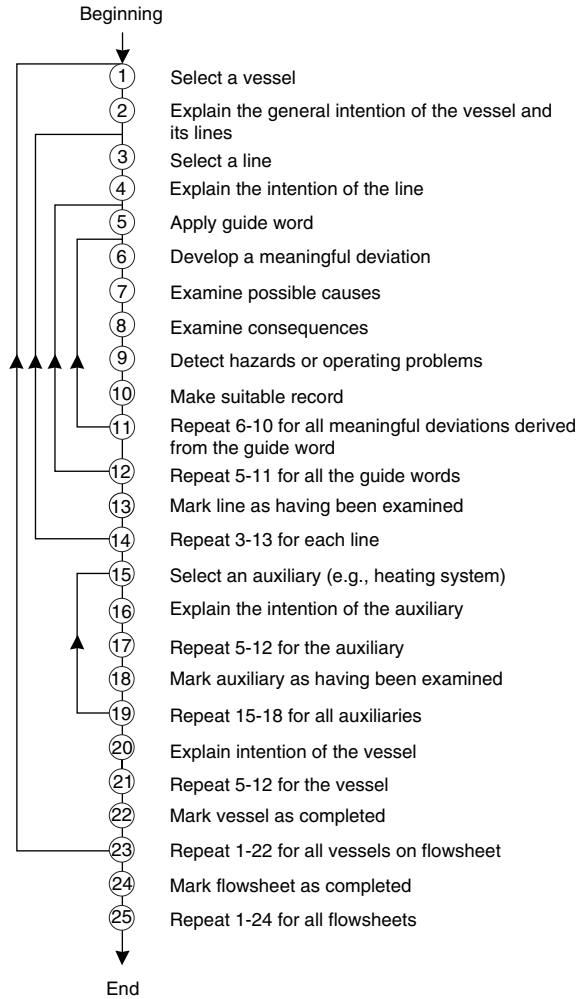 Beginning
1 Select a vessel
2 Explain the general intention of the vessel and
its lines
3 Select a line
4 Explain the intention of the line
5 Apply guide word
6 Develop a meaningful deviation
7 Examine possible causes
8 Examine consequences
9 Detect hazards or operating problems
10 Make suitable record
11 Repeat 6-10 for all meaningful deviations derived
from the guide word
12 Repeat 5-11 for all the guide words
13 Mark line as having been examined
14 Repeat 3-13 for each line
15 Select an auxiliary (e.g., heating system)
16 Explain the intention of the auxiliary
17 Repeat 5-12 for the auxiliary
18 Mark auxiliary as having been examined
19 Repeat 15-18 for all auxiliaries
20 Explain intention of the vessel
21 Repeat 5-12 for the vessel
22 Mark vessel as completed
23 Repeat 1-22 for all vessels on flowsheet
24 Mark flowsheet as completed
25 Repeat 1-24 for all flowsheets
End